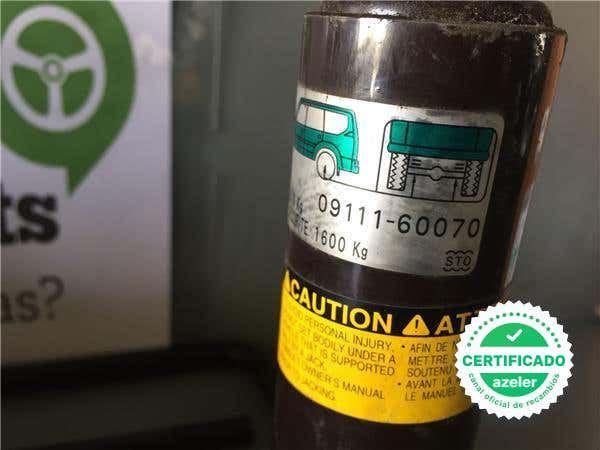 ts
as?
09111-60070
1600 Kg
STO
CAUTION AT
PERSONAL INJURY,
BODILY UNDER A
THAT IS SUPPORTED
JACK.
OWNER'S MANUAL
JACKING.
• AFIN DE
METTRE
SOUTENU
• AVANT LA
LE MANUEL
CERTIFICADO
azeler
canal oficial de recambios